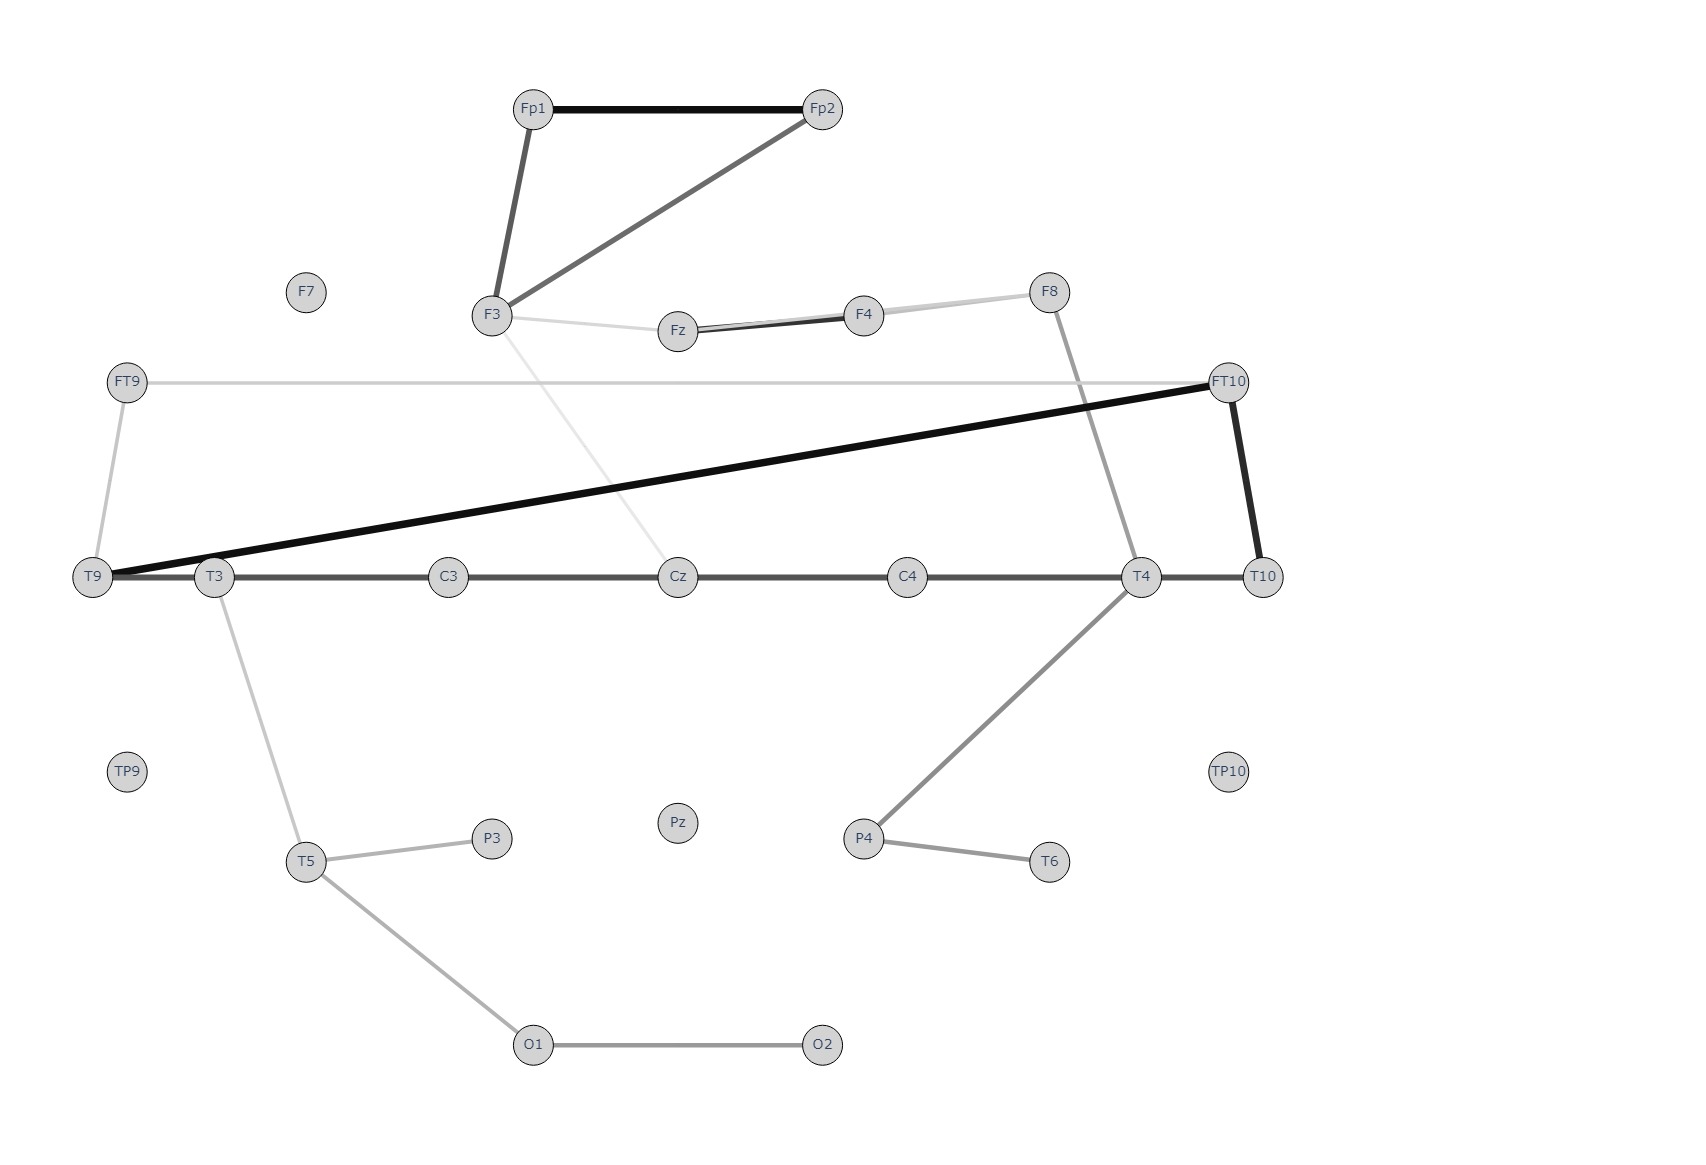 Fp1 Fp2
F7 F8
F3 Fz F4
FT9 FT10
T9 T3 C3 Cz C4 T4 T10
TP9 TP10
Pz
P3 P4
T5 T6
O1 O2